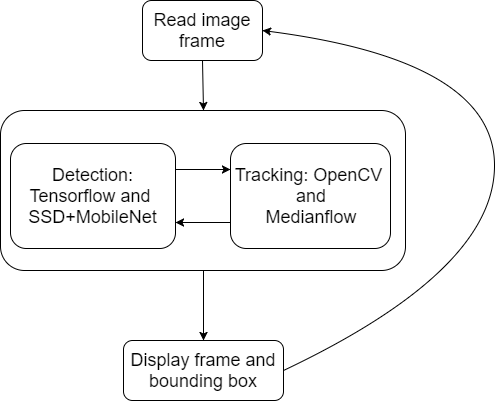 Read image
frame
Detection:
Tensorflow and
SSD+MobileNet
Tracking: OpenCV
and
Medianflow
Display frame and
bounding box